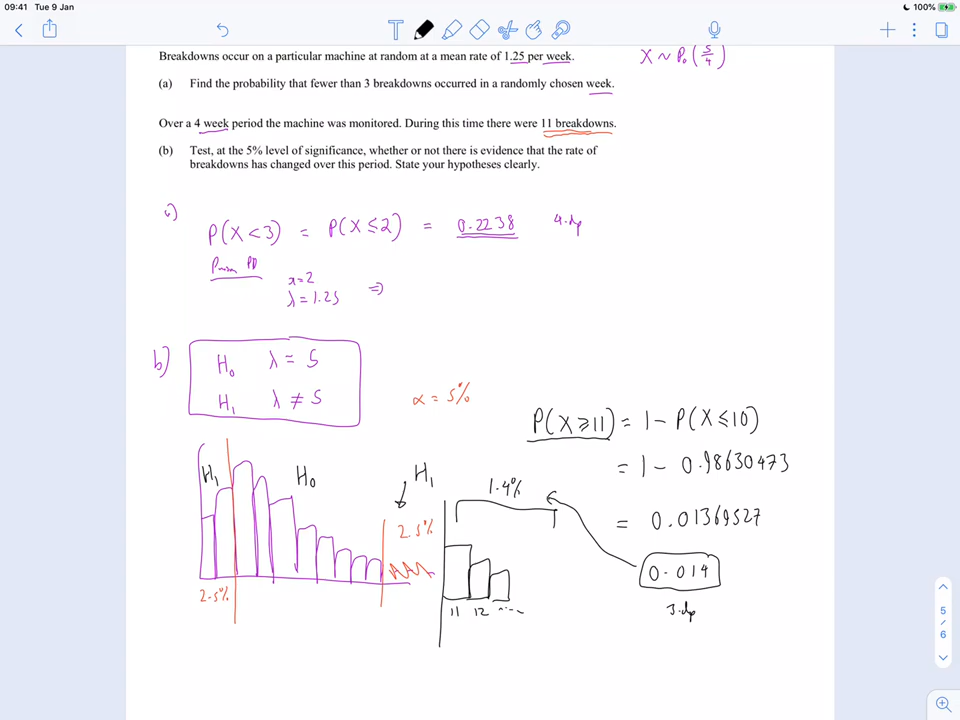 09:41 Tue 9 Jan
100%
Breakdowns occur on a particular machine at random at a mean rate of 1.25 per week.
X ~ Po (5/4)
(a) Find the probability that fewer than 3 breakdowns occurred in a randomly chosen week.
Over a 4 week period the machine was monitored. During this time there were 11 breakdowns.
(b) Test, at the 5% level of significance, whether or not there is evidence that the rate of
breakdowns has changed over this period. State your hypotheses clearly.
a)
P(X < 3) = P(X ≤ 2) = 0.2238 4.dp
PD
x = 2
λ = 1.25 ⇒
b)
H₀ λ = 5
H₁ λ ≠ 5
α = 5%
P(X ≥ 11) = 1 - P(X ≤ 10)
= 1 - 0.98630473
= 0.01369527
0.014
3.dp
H₁ H₀ H₁
1.4%
2.5%
2.5%
11 12 ...
5
/
6